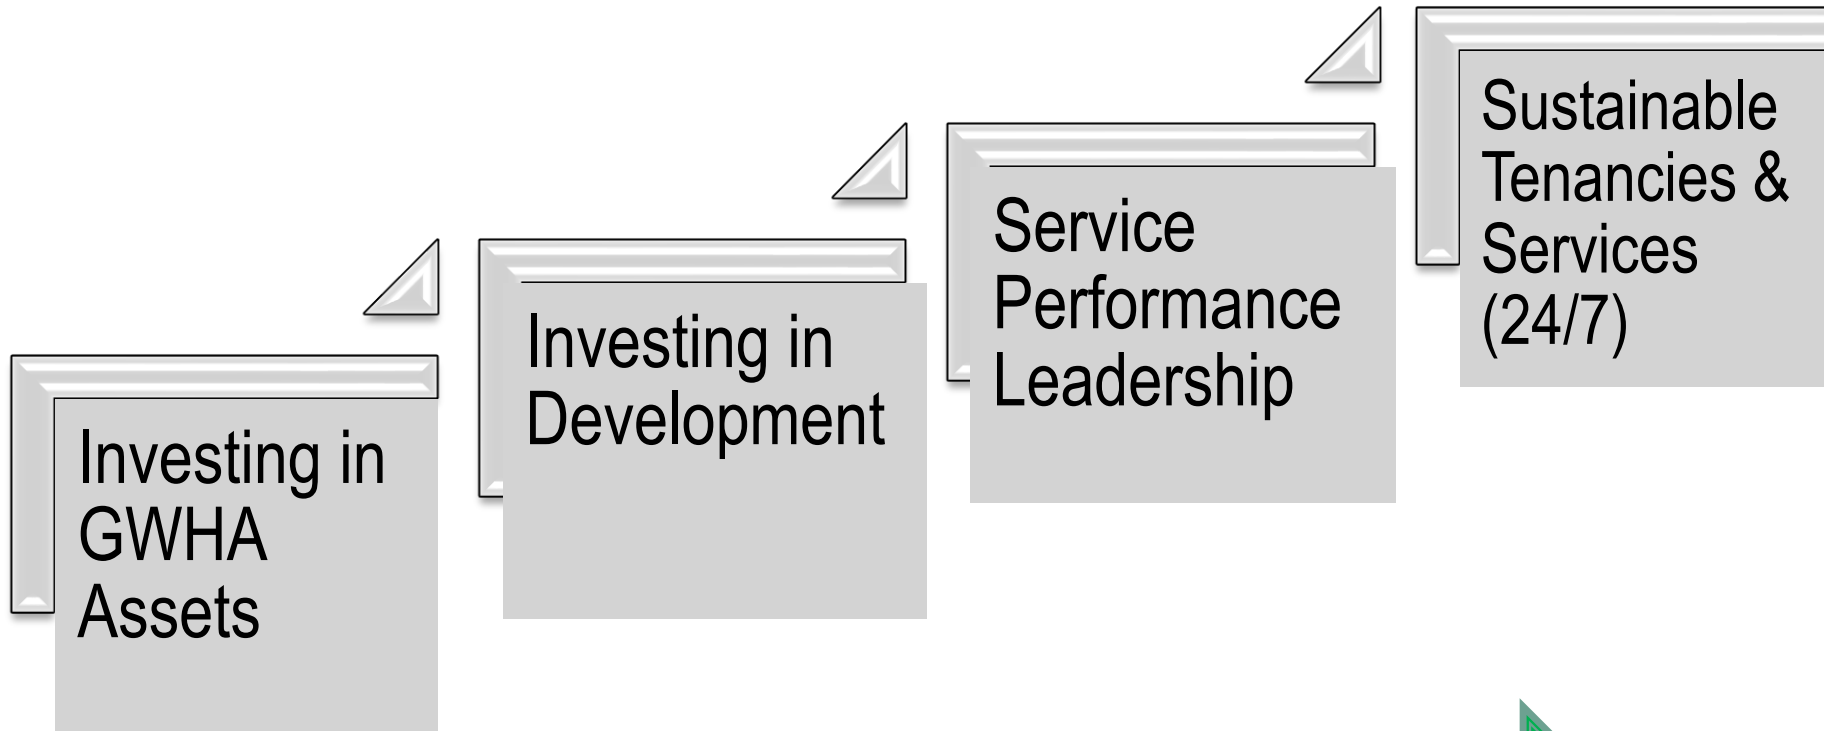 Investing in
GWHA
Assets
Investing in
Development
Service
Performance
Leadership
Sustainable
Tenancies &
Services
(24/7)